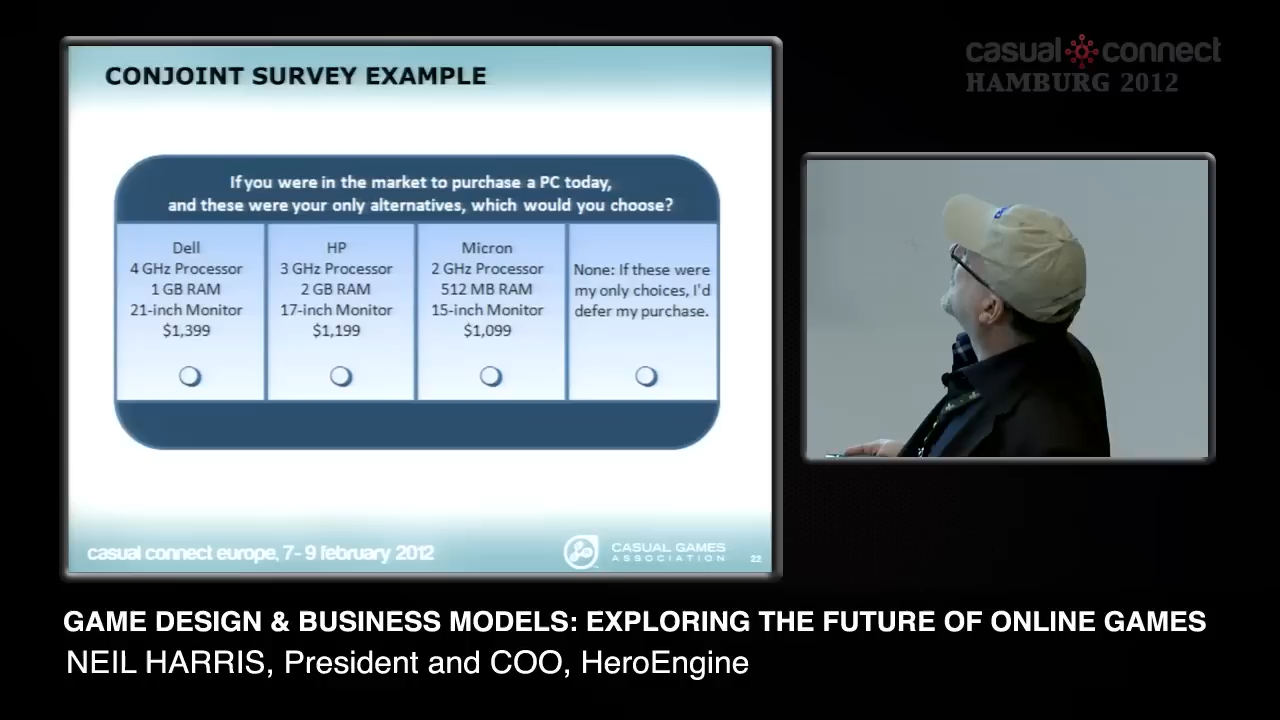 casual connect
HAMBURG 2012
CONJOINT SURVEY EXAMPLE
If you were in the market to purchase a PC today,
and these were your only alternatives, which would you choose?
Dell
4 GHz Processor
1 GB RAM
21-inch Monitor
$1,399
HP
3 GHz Processor
2 GB RAM
17-inch Monitor
$1,199
Micron
2 GHz Processor
512 MB RAM
15-inch Monitor
$1,099
None: If these were
my only choices, I'd
defer my purchase.
casual connect europe, 7- 9 february 2012
CASUAL GAMES
ASSOCIATION
22
GAME DESIGN & BUSINESS MODELS: EXPLORING THE FUTURE OF ONLINE GAMES
NEIL HARRIS, President and COO, HeroEngine